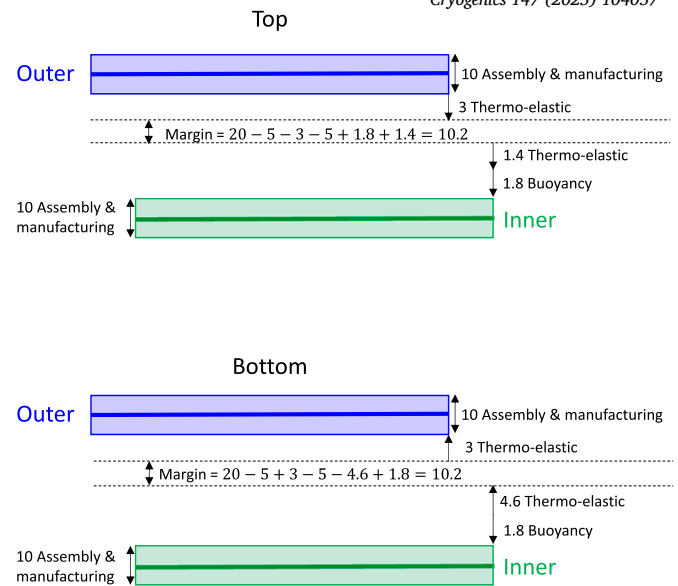 Cryogenics 147 (2025) 104037
Top
Outer
10 Assembly & manufacturing
3 Thermo-elastic
Margin = 20 − 5 − 3 − 5 + 1.8 + 1.4 = 10.2
1.4 Thermo-elastic
1.8 Buoyancy
10 Assembly &
manufacturing
Inner
Bottom
Outer
10 Assembly & manufacturing
3 Thermo-elastic
Margin = 20 − 5 + 3 − 5 − 4.6 + 1.8 = 10.2
4.6 Thermo-elastic
1.8 Buoyancy
10 Assembly &
manufacturing
Inner